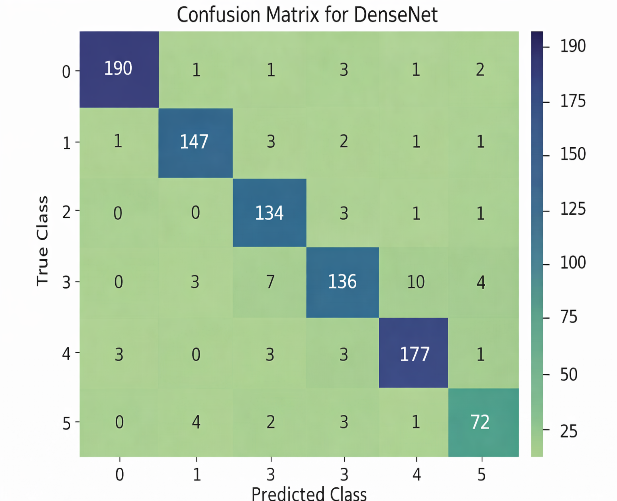 Confusion Matrix for DenseNet
0 190 1 1 3 1 2
1 1 147 3 2 1 1
2 0 0 134 3 1 1
3 0 3 7 136 10 4
4 3 0 3 3 177 1
5 0 4 2 3 1 72
0 1 3 3 4 5
Predicted Class
True Class
190
175
150
125
100
75
50
25